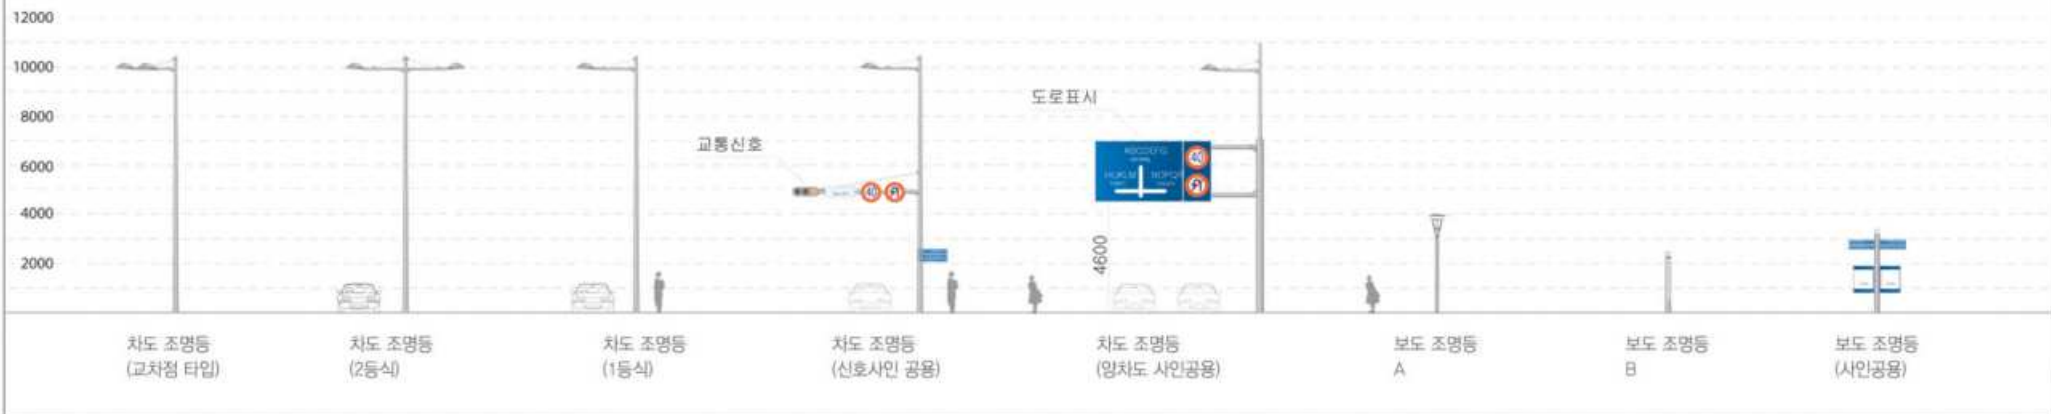 12000
10000
8000
6000
4000
2000
교통신호
도로표시
ABCDEFG
HIJKLM NOPQR
40
40
4600
차도 조명등
(교차점 타입)
차도 조명등
(2등식)
차도 조명등
(1등식)
차도 조명등
(신호사인 공용)
차도 조명등
(양차도 사인공용)
보도 조명등
A
보도 조명등
B
보도 조명등
(사인공용)